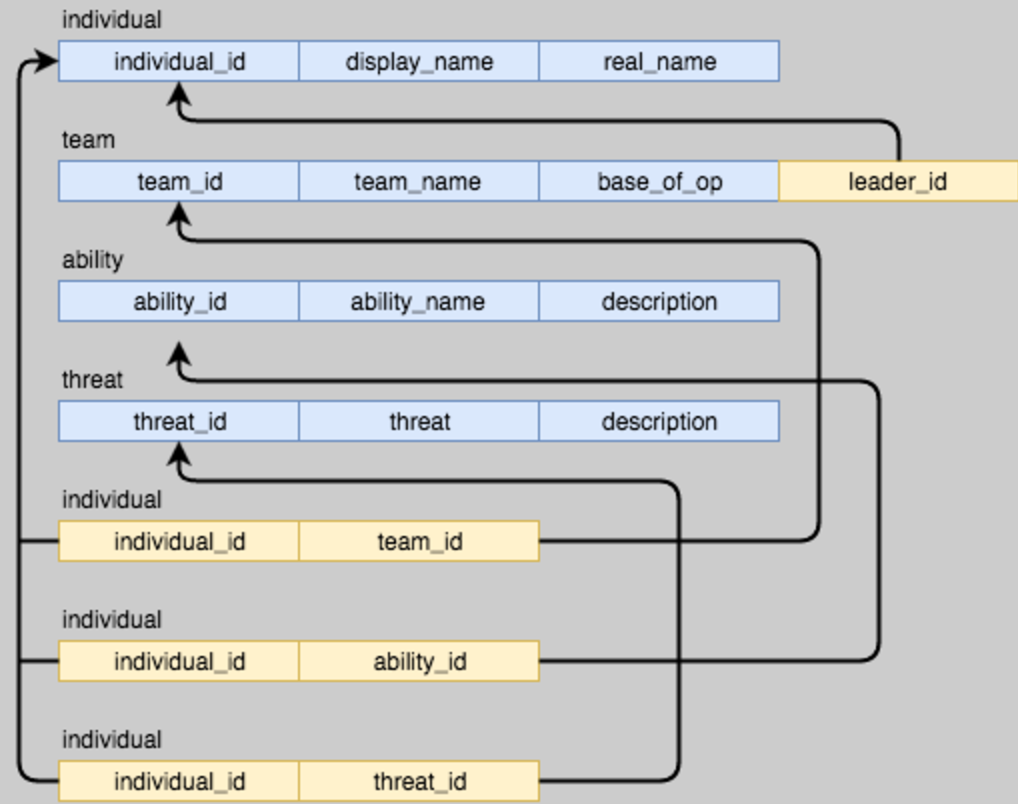 individual
individual_id display_name real_name
team
team_id team_name base_of_op leader_id
ability
ability_id ability_name description
threat
threat_id threat description
individual
individual_id team_id
individual
individual_id ability_id
individual
individual_id threat_id